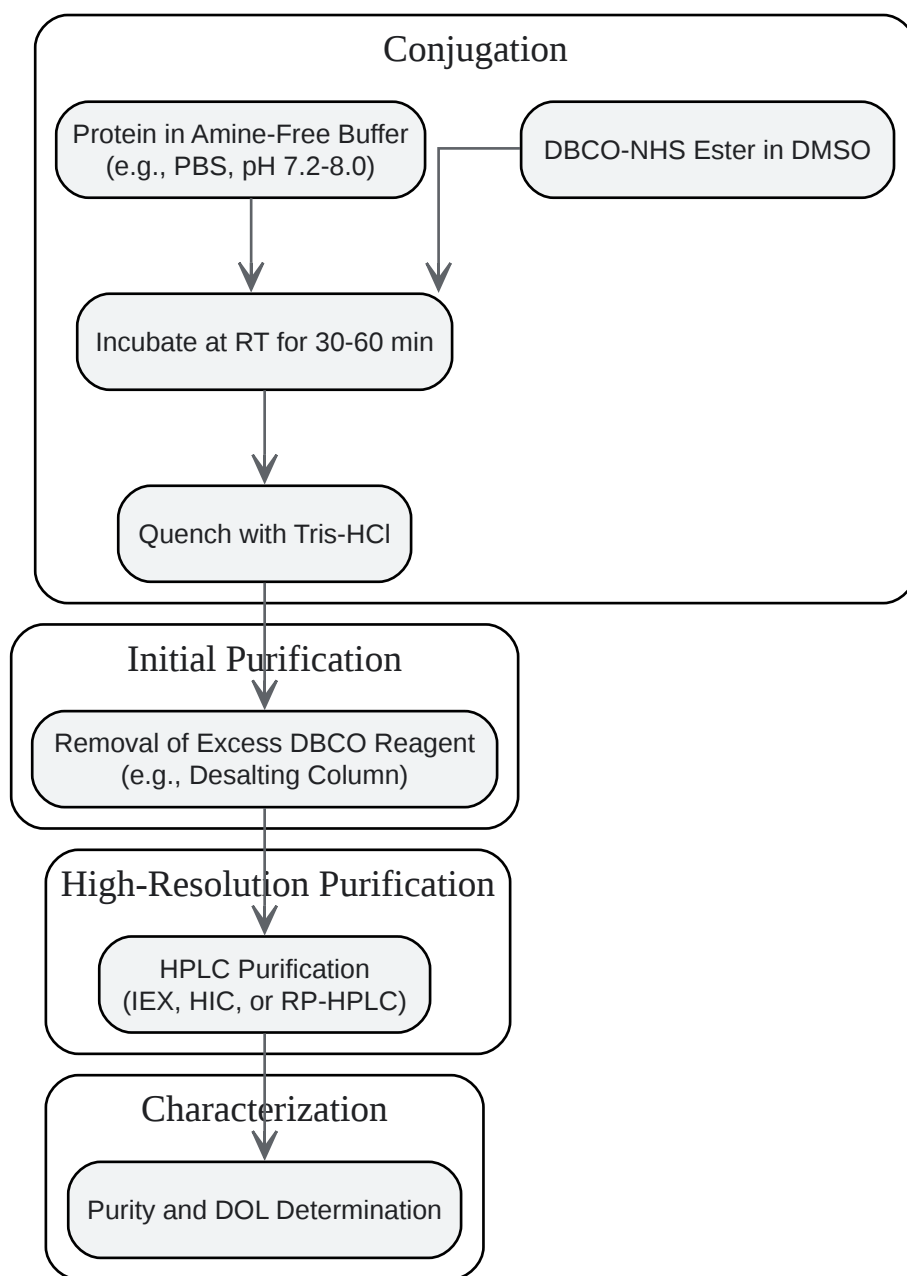 Conjugation
Protein in Amine-Free Buffer
(e.g., PBS, pH 7.2-8.0)
DBCO-NHS Ester in DMSO
Incubate at RT for 30-60 min
Quench with Tris-HCl
Initial Purification
Removal of Excess DBCO Reagent
(e.g., Desalting Column)
High-Resolution Purification
HPLC Purification
(IEX, HIC, or RP-HPLC)
Characterization
Purity and DOL Determination